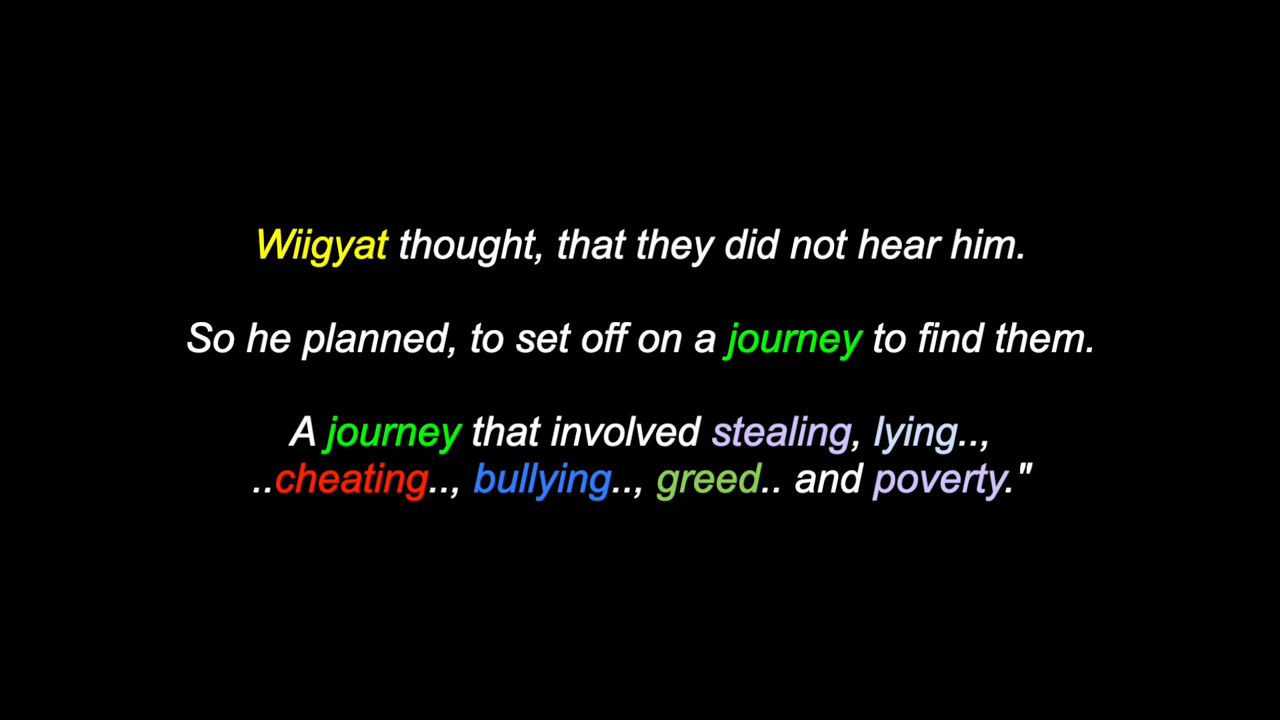 Wiigyat thought, that they did not hear him.
So he planned, to set off on a journey to find them.
A journey that involved stealing, lying..,
..cheating.., bullying.., greed.. and poverty."